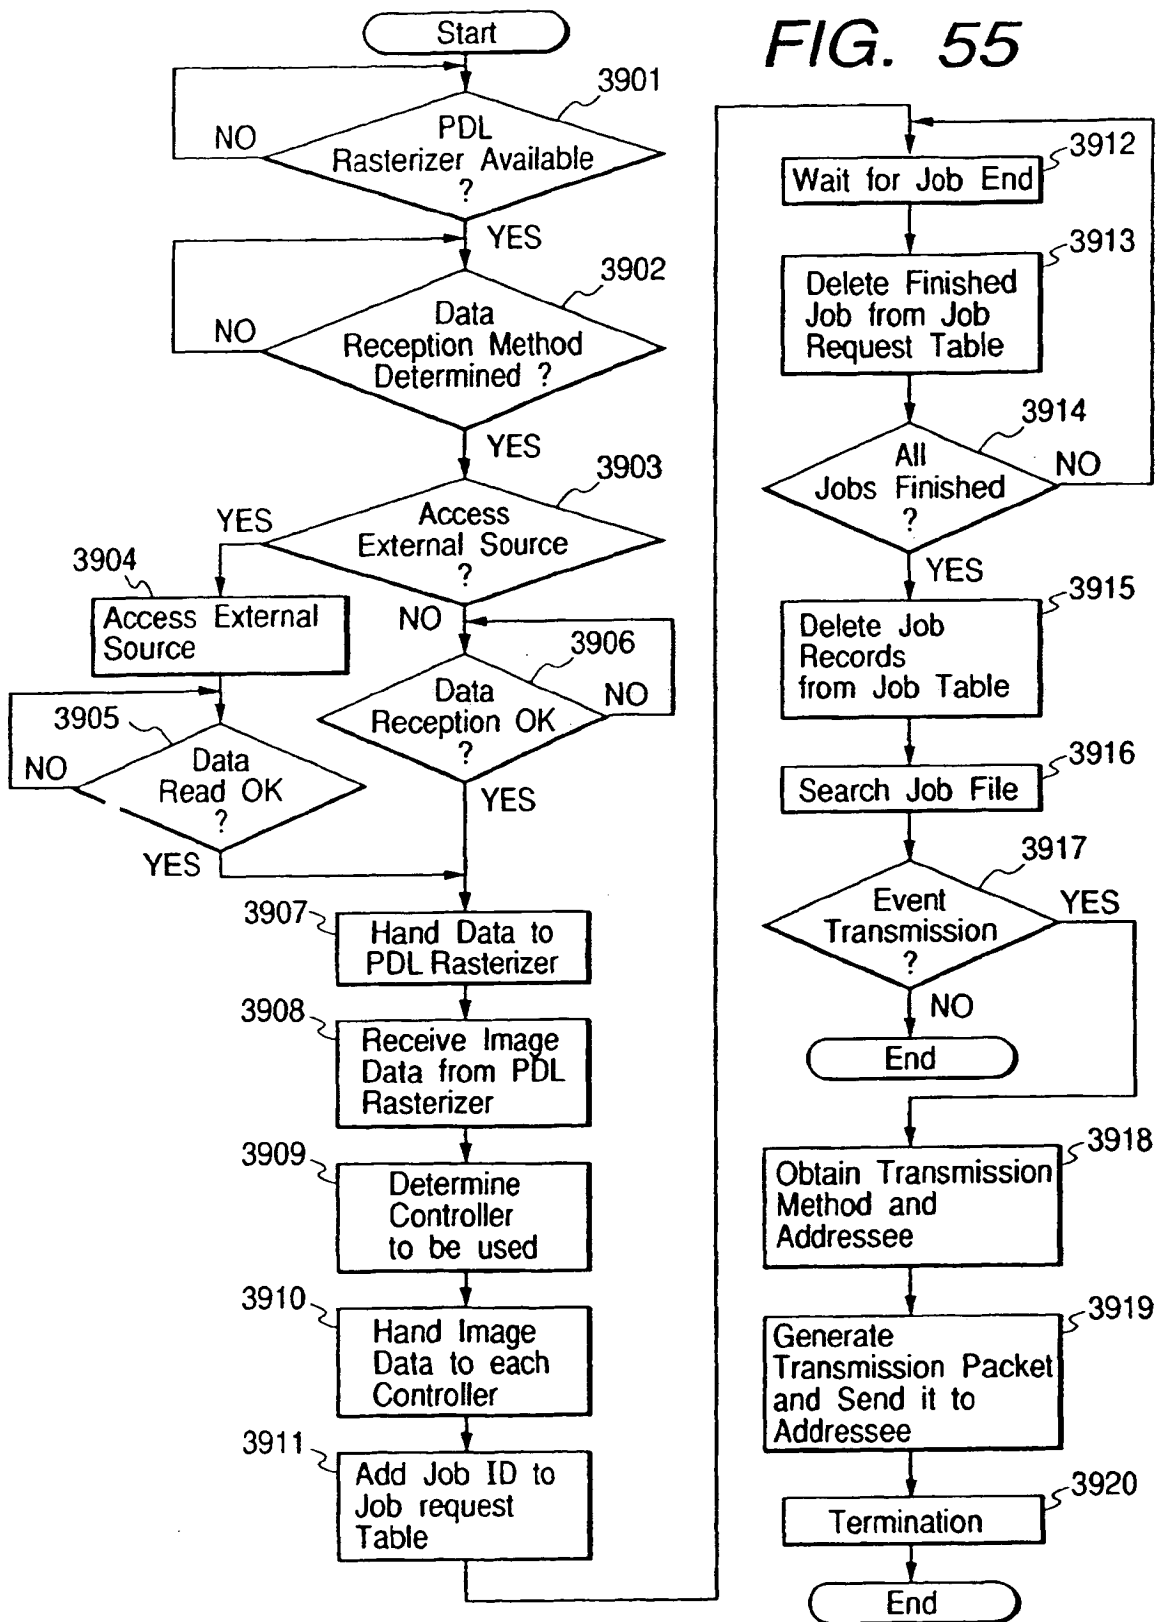 FIG. 55
Start
3901
PDL
Rasterizer Available
?
NO
YES
3902
Data
Reception Method
Determined ?
NO
YES
3903
Access
External Source
?
YES
NO
3904
Access External
Source
3905
Data
Read OK
?
NO
YES
3906
Data
Reception OK
?
NO
YES
3907
Hand Data to
PDL Rasterizer
3908
Receive Image
Data from PDL
Rasterizer
3909
Determine
Controller
to be used
3910
Hand Image
Data to each
Controller
3911
Add Job ID to
Job request
Table
3912
Wait for Job End
3913
Delete Finished
Job from Job
Request Table
3914
All
Jobs Finished
?
NO
YES
3915
Delete Job
Records
from Job Table
3916
Search Job File
3917
Event
Transmission
?
YES
NO
End
3918
Obtain Transmission
Method and
Addressee
3919
Generate
Transmission Packet
and Send it to
Addressee
3920
Termination
End